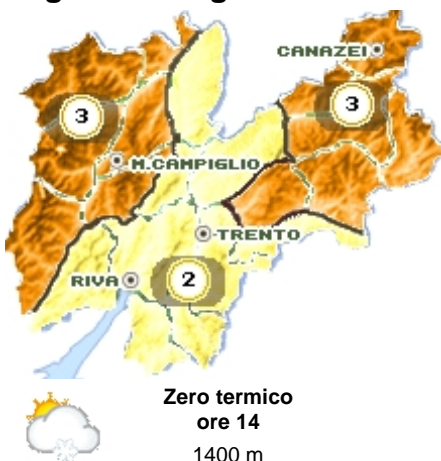 CANAZEI
3
3
M.CAMPIGLIO
TRENTO
RIVA
2
Zero termico
ore 14
1400 m